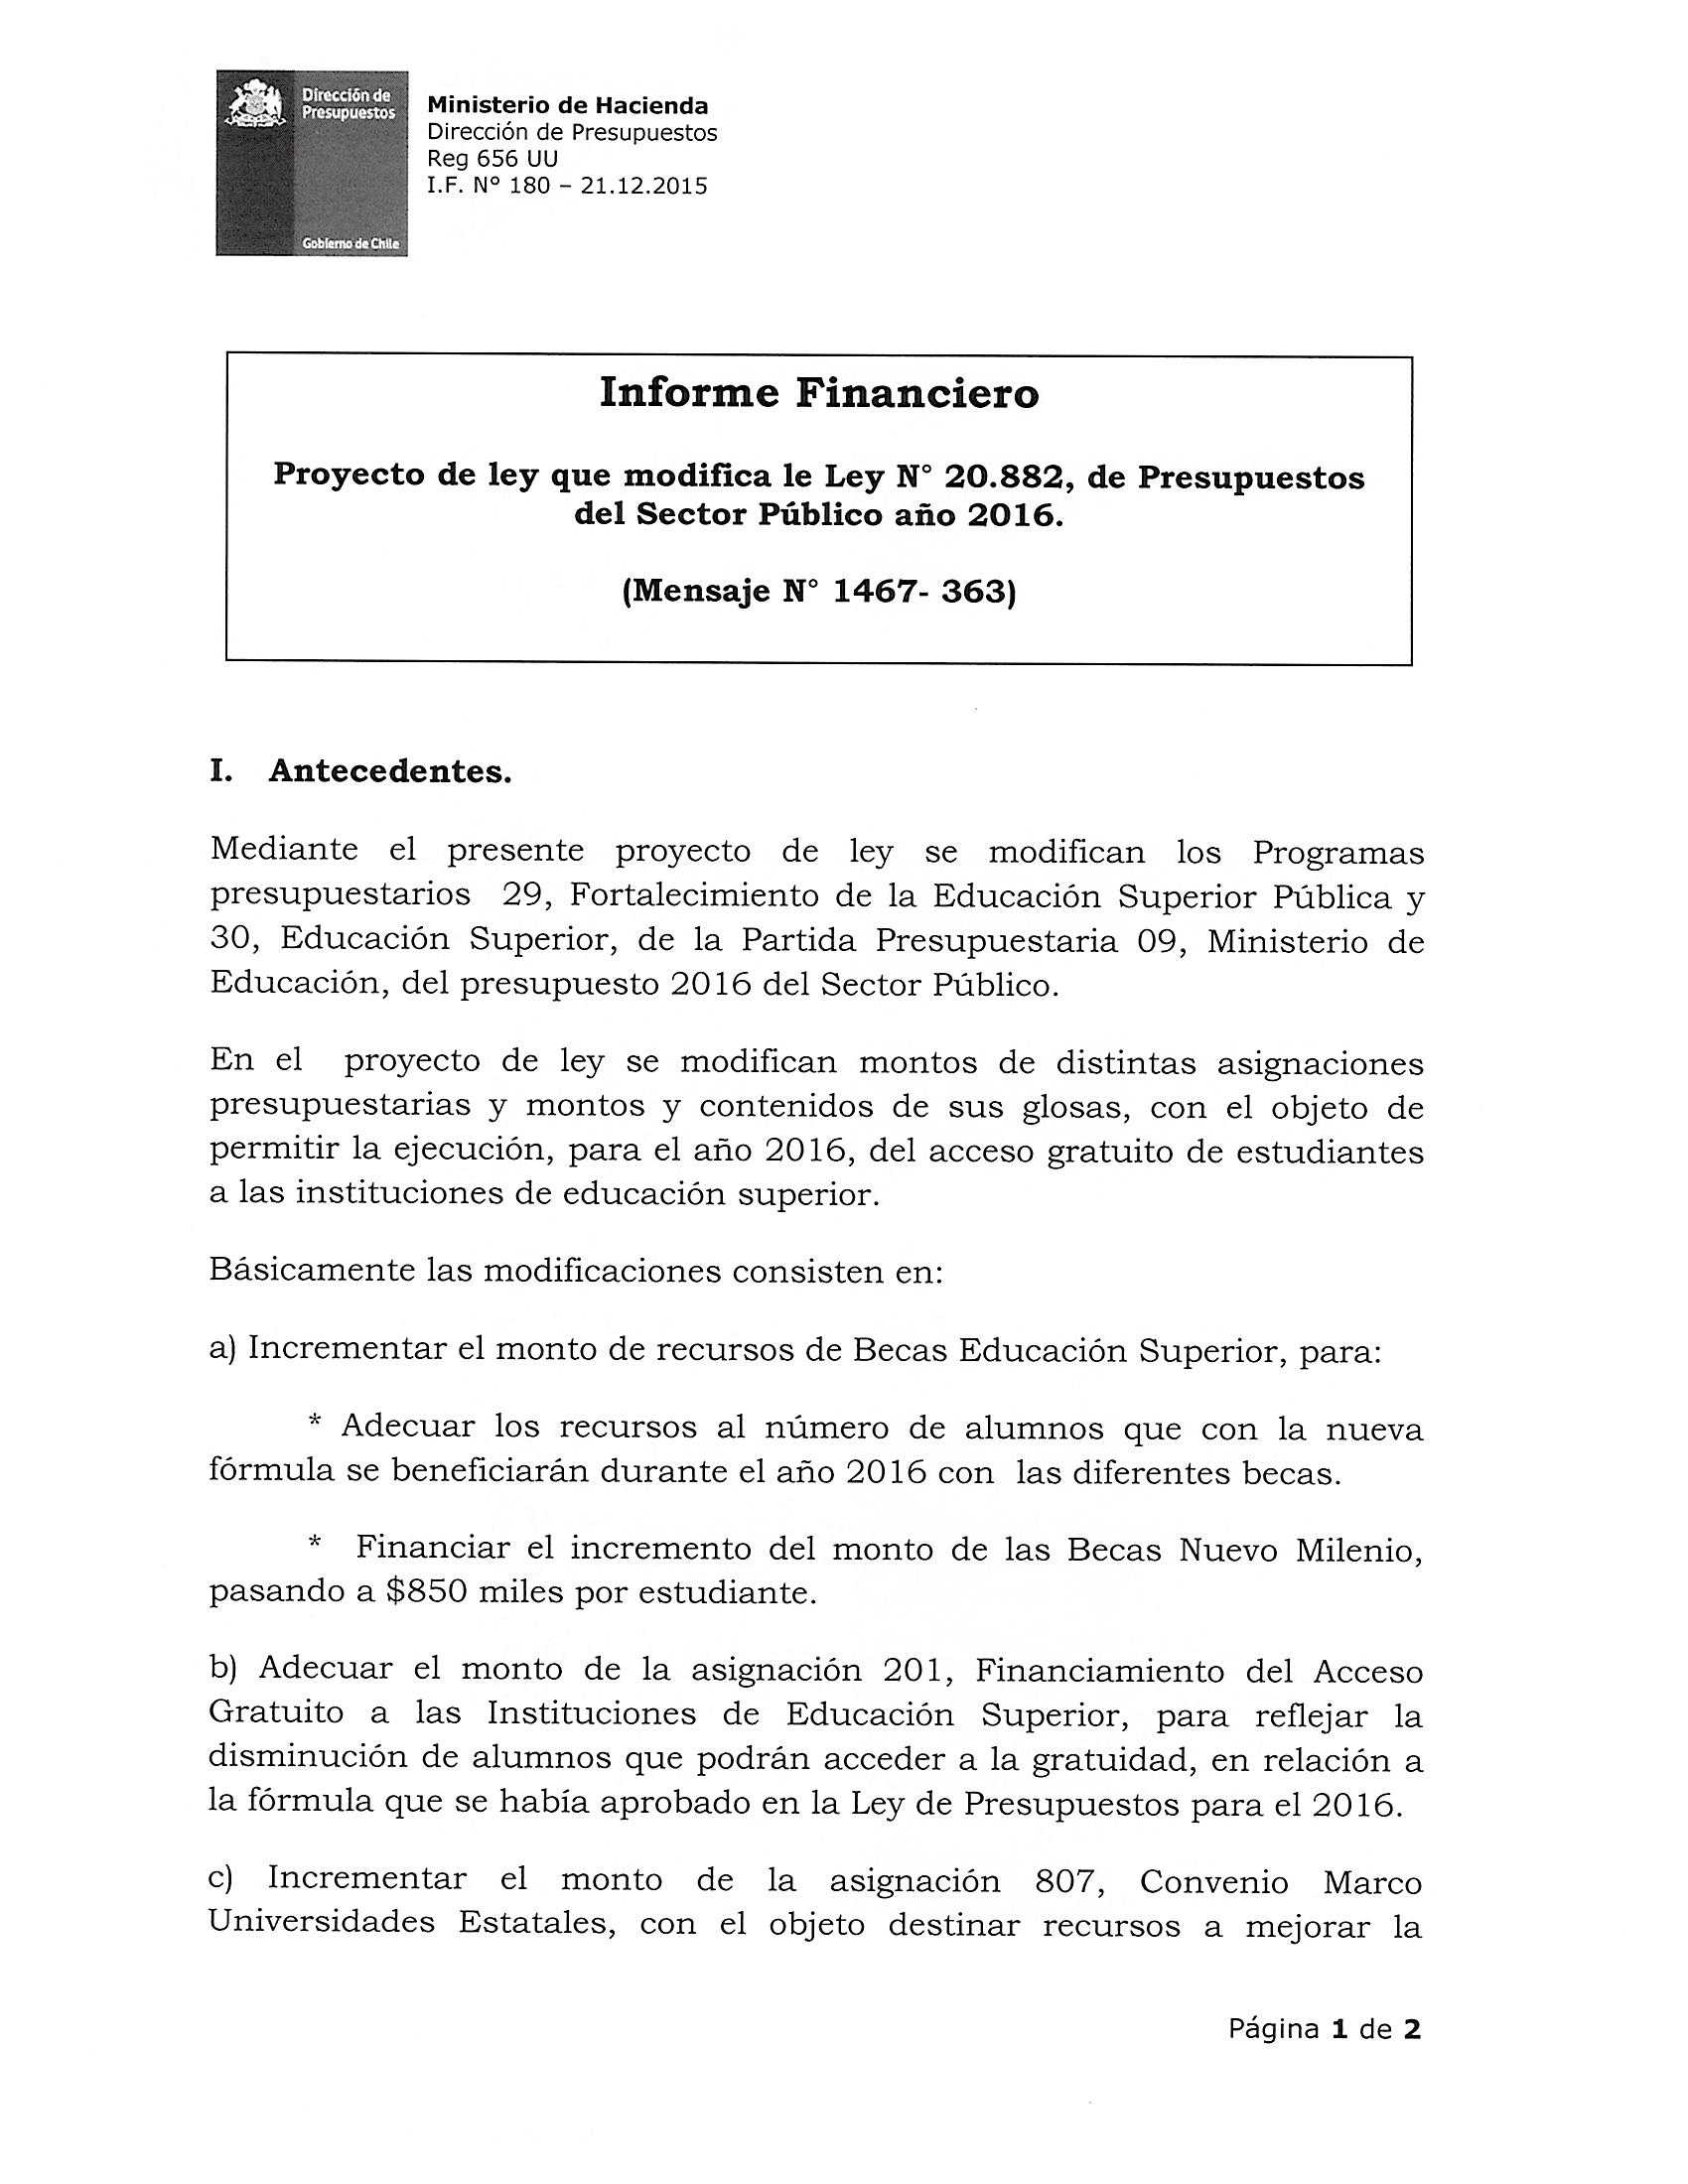 Dirección de
Presupuestos
Gobierno de Chile
Ministerio de Hacienda
Dirección de Presupuestos
Reg 656 UU
I.F. N° 180 – 21.12.2015
Informe Financiero
Proyecto de ley que modifica le Ley N° 20.882, de Presupuestos
del Sector Público año 2016.
(Mensaje N° 1467- 363)
I. Antecedentes.
Mediante el presente proyecto de ley se modifican los Programas
presupuestarios 29, Fortalecimiento de la Educación Superior Pública y
30, Educación Superior, de la Partida Presupuestaria 09, Ministerio de
Educación, del presupuesto 2016 del Sector Público.
En el proyecto de ley se modifican montos de distintas asignaciones
presupuestarias y montos y contenidos de sus glosas, con el objeto de
permitir la ejecución, para el año 2016, del acceso gratuito de estudiantes
a las instituciones de educación superior.
Básicamente las modificaciones consisten en:
a) Incrementar el monto de recursos de Becas Educación Superior, para:
* Adecuar los recursos al número de alumnos que con la nueva
fórmula se beneficiarán durante el año 2016 con las diferentes becas.
* Financiar el incremento del monto de las Becas Nuevo Milenio,
pasando a $850 miles por estudiante.
b) Adecuar el monto de la asignación 201, Financiamiento del Acceso
Gratuito a las Instituciones de Educación Superior, para reflejar la
disminución de alumnos que podrán acceder a la gratuidad, en relación a
la fórmula que se había aprobado en la Ley de Presupuestos para el 2016.
c) Incrementar el monto de la asignación 807, Convenio Marco
Universidades Estatales, con el objeto destinar recursos a mejorar la
Página 1 de 2